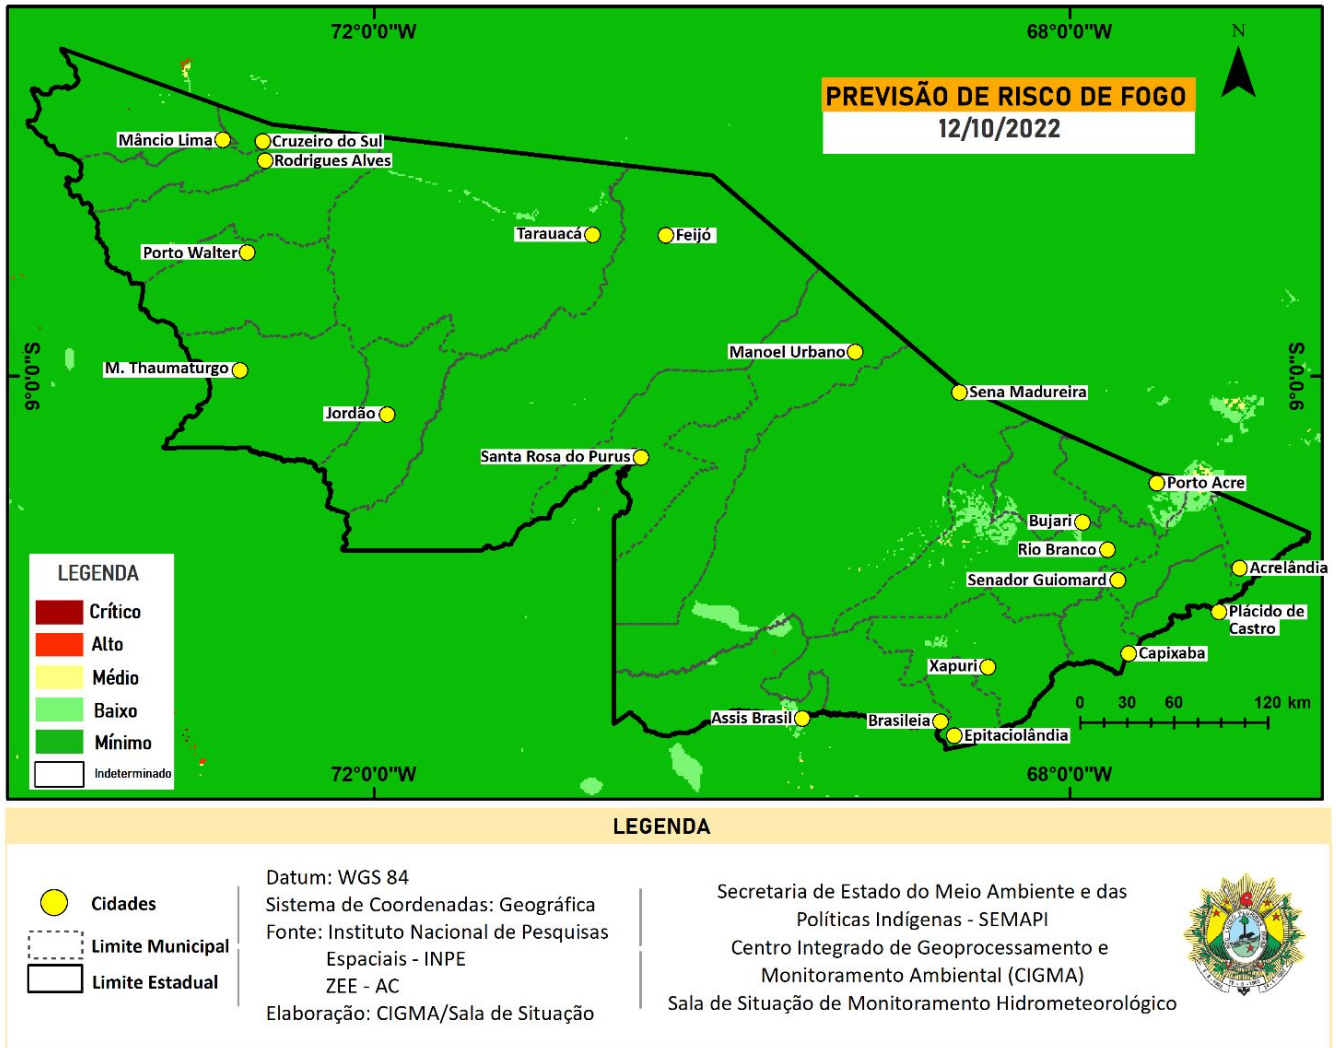 72°0'0"W
68°0'0"W
N
PREVISÃO DE RISCO DE FOGO
12/10/2022
Mâncio Lima
Cruzeiro do Sul
Rodrigues Alves
Tarauacá
Feijó
Porto Walter
Manoel Urbano
9°0'0"S
9°0'0"S
M. Thaumaturgo
Sena Madureira
Jordão
Santa Rosa do Purus
Porto Acre
Bujari
Rio Branco
Senador Guiomard
Acrelândia
Plácido de
Castro
Capixaba
Xapuri
Assis Brasil
Brasileia
Epitaciolândia
0 30 60 120 km
LEGENDA
Crítico
Alto
Médio
Baixo
Mínimo
Indeterminado
72°0'0"W
68°0'0"W
LEGENDA
Cidades
Limite Municipal
Limite Estadual
Datum: WGS 84
Sistema de Coordenadas: Geográfica
Fonte: Instituto Nacional de Pesquisas
Espaciais - INPE
ZEE - AC
Elaboração: CIGMA/Sala de Situação
Secretaria de Estado do Meio Ambiente e das
Políticas Indígenas - SEMAPI
Centro Integrado de Geoprocessamento e
Monitoramento Ambiental (CIGMA)
Sala de Situação de Monitoramento Hidrometeorológico